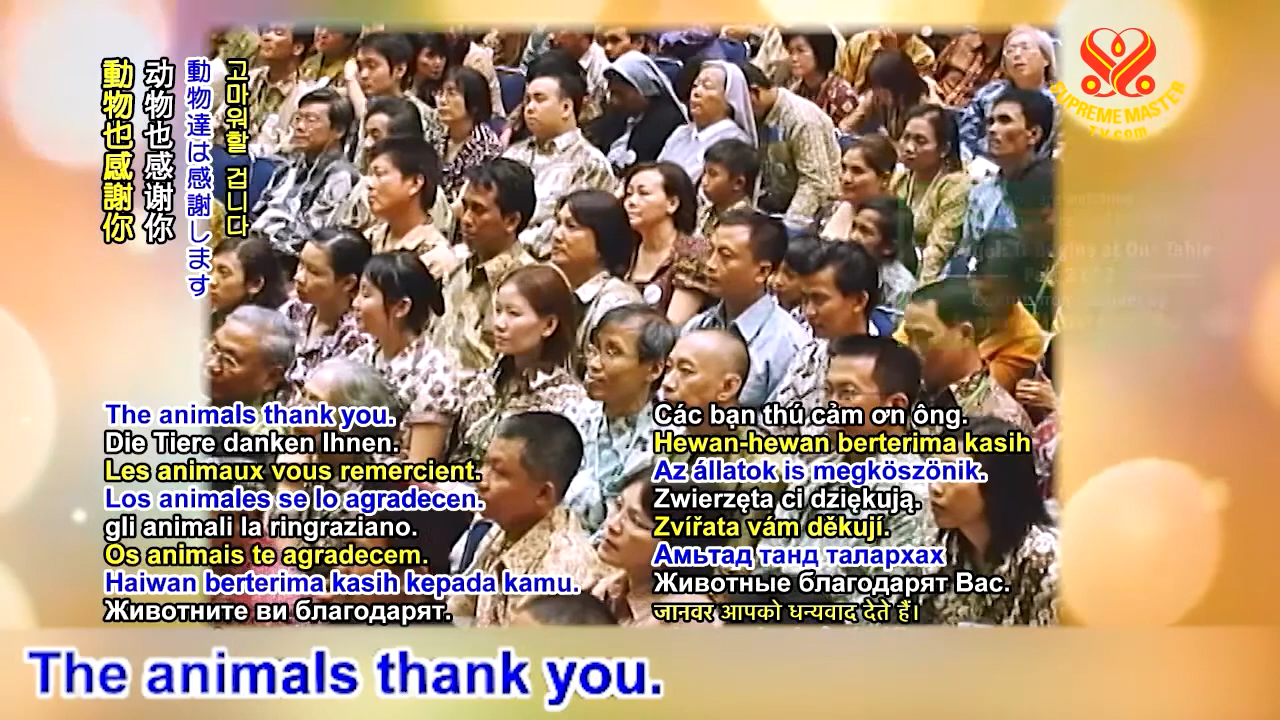 動物也感謝你
动物也感谢你
動物達は感謝します
고마워할 겁니다
SUPREME MASTER
TV.com
The animals thank you.
Die Tiere danken Ihnen.
Les animaux vous remercient.
Los animales se lo agradecen.
gli animali la ringraziano.
Os animais te agradecem.
Haiwan berterima kasih kepada kamu.
Животните ви благодарят.
Các bạn thú cảm ơn ông.
Hewan-hewan berterima kasih
Az állatok is megköszönik.
Zwierzęta ci dziękują.
Zvířata vám děkují.
Амьтад танд талархах
Животные благодарят Вас.
जानवर आपको धन्यवाद देते हैं।
The animals thank you.